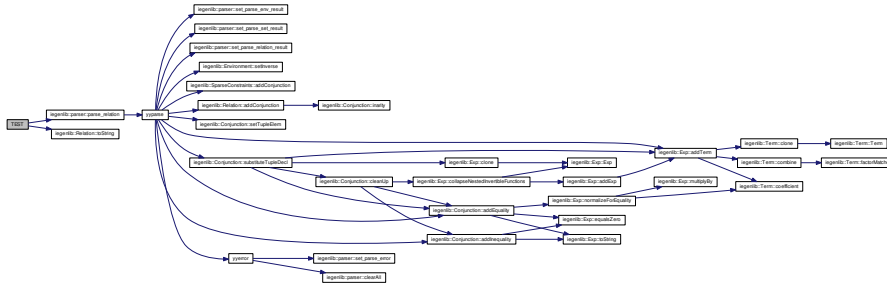 iegenlib::parser::set_parse_env_result
iegenlib::parser::set_parse_set_result
iegenlib::parser::set_parse_relation_result
iegenlib::Environment::setInverse
iegenlib::SparseConstraints::addConjunction
iegenlib::Relation::addConjunction
iegenlib::Conjunction::inarity
iegenlib::parser::parse_relation
yyparse
TEST
iegenlib::Relation::toString
iegenlib::Conjunction::setTupleElem
iegenlib::Term::clone
iegenlib::Term::Term
iegenlib::Exp::addTerm
iegenlib::Conjunction::substituteTupleDecl
iegenlib::Exp::clone
iegenlib::Exp::Exp
iegenlib::Term::combine
iegenlib::Term::factorMatches
iegenlib::Conjunction::cleanUp
iegenlib::Exp::collapseNestedInvertibleFunctions
iegenlib::Exp::addExp
iegenlib::Exp::multiplyBy
iegenlib::Term::coefficient
iegenlib::Exp::normalizeForEquality
iegenlib::Conjunction::addEquality
iegenlib::Exp::equalsZero
iegenlib::Conjunction::addInequality
iegenlib::Exp::toString
yyerror
iegenlib::parser::set_parse_error
iegenlib::parser::clearAll